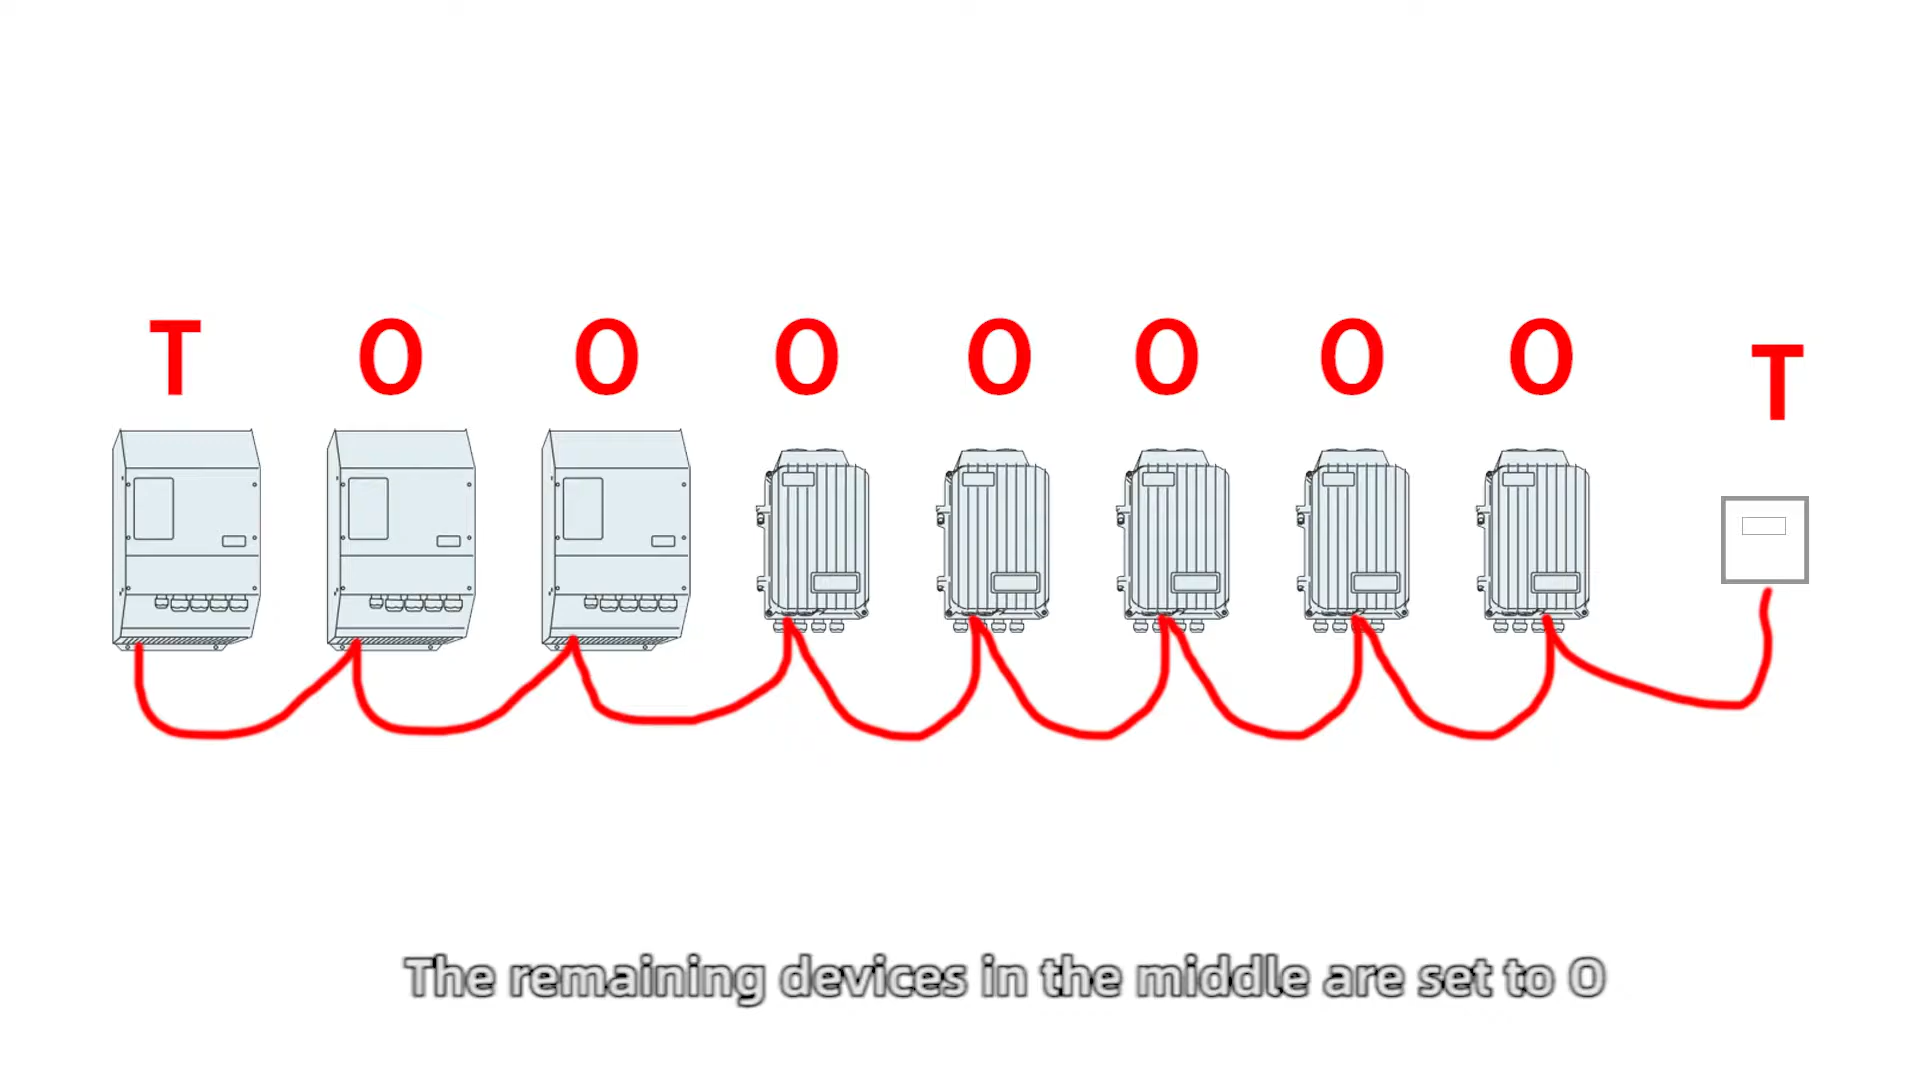 T O O O O O O O T
The remaining devices in the middle are set to O